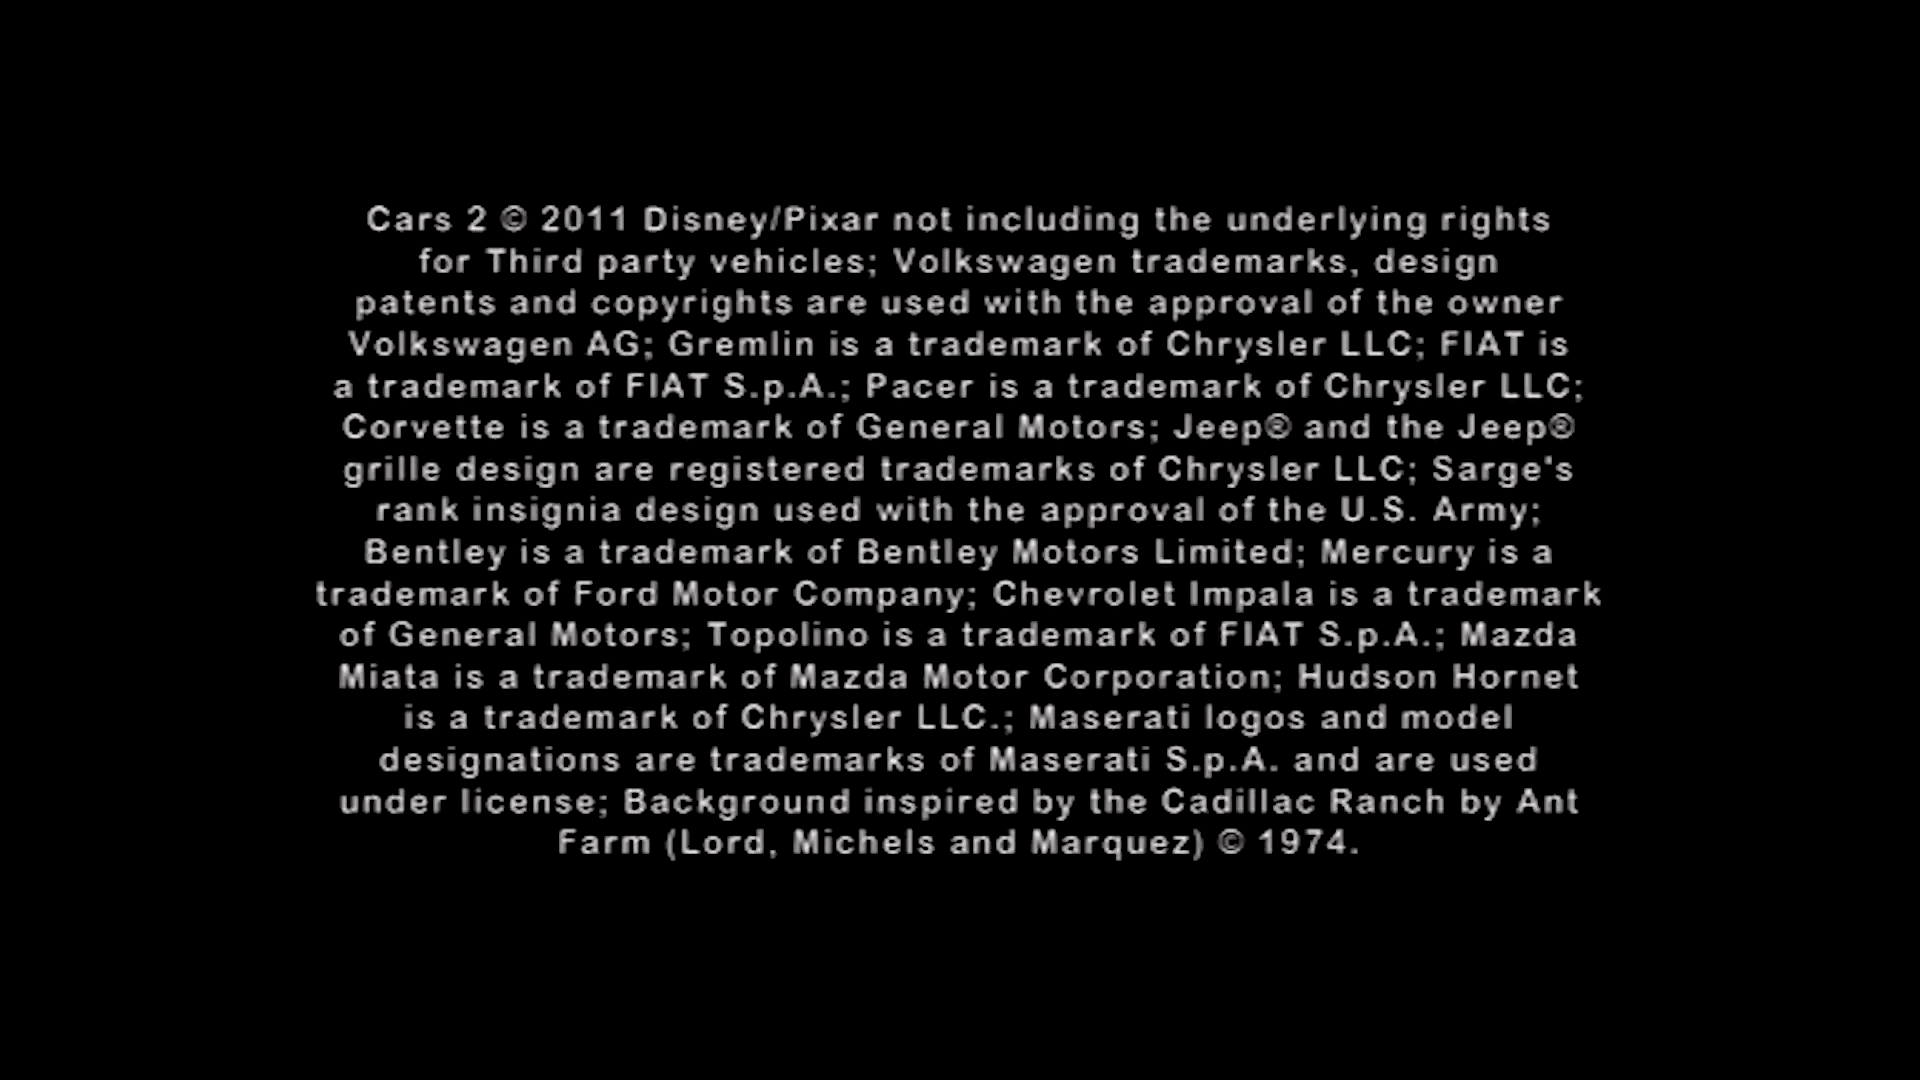 Cars 2 © 2011 Disney/Pixar not including the underlying rights
for Third party vehicles; Volkswagen trademarks, design
patents and copyrights are used with the approval of the owner
Volkswagen AG; Gremlin is a trademark of Chrysler LLC; FIAT is
a trademark of FIAT S.p.A.; Pacer is a trademark of Chrysler LLC;
Corvette is a trademark of General Motors; Jeep® and the Jeep®
grille design are registered trademarks of Chrysler LLC; Sarge's
rank insignia design used with the approval of the U.S. Army;
Bentley is a trademark of Bentley Motors Limited; Mercury is a
trademark of Ford Motor Company; Chevrolet Impala is a trademark
of General Motors; Topolino is a trademark of FIAT S.p.A.; Mazda
Miata is a trademark of Mazda Motor Corporation; Hudson Hornet
is a trademark of Chrysler LLC.; Maserati logos and model
designations are trademarks of Maserati S.p.A. and are used
under license; Background inspired by the Cadillac Ranch by Ant
Farm (Lord, Michels and Marquez) © 1974.